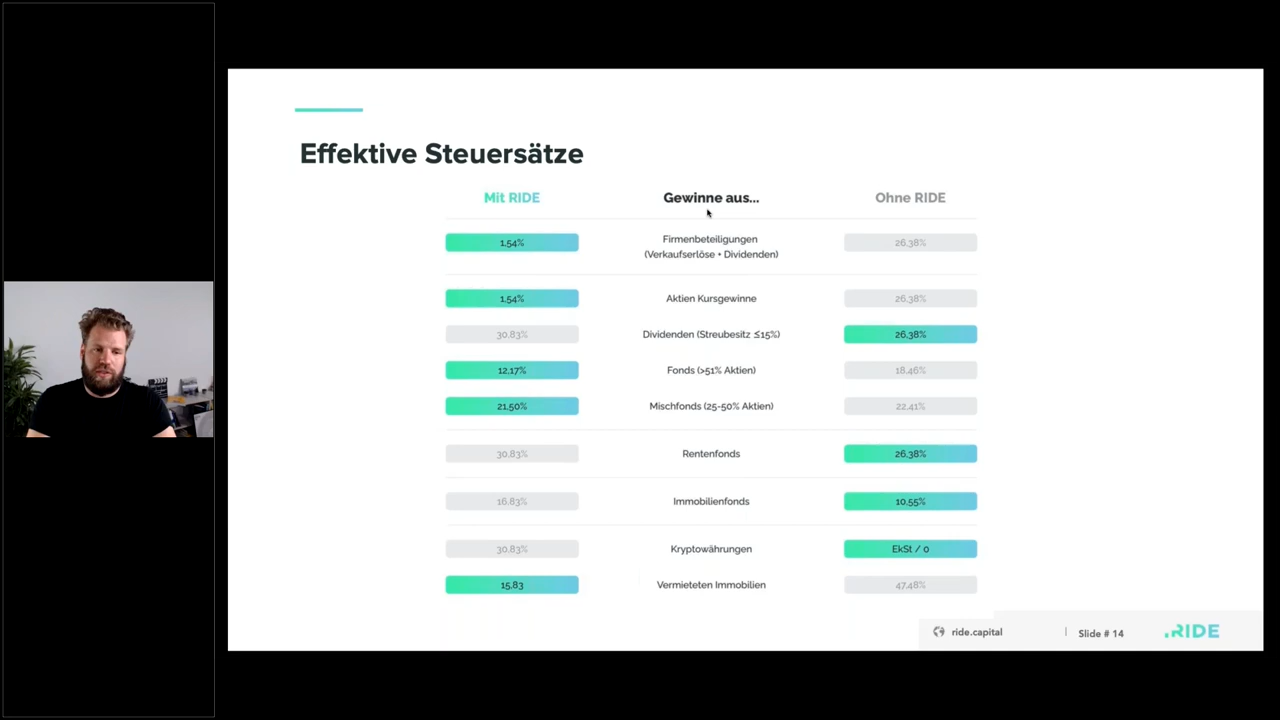 Effektive Steuersätze
Mit RIDE Gewinne aus... Ohne RIDE
1,54% Firmenbeteiligungen 26,38%
(Verkaufserlöse + Dividenden)
1,54% Aktien Kursgewinne 26,38%
30,83% Dividenden (Streubesitz ≤15%) 26,38%
12,17% Fonds (>51% Aktien) 18,46%
21,50% Mischfonds (25-50% Aktien) 22,41%
30,83% Rentenfonds 26,38%
16,83% Immobilienfonds 10,55%
30,83% Kryptowährungen EkSt / 0
15,83 Vermieteten Immobilien 47,48%
ride.capital | Slide # 14 .RIDE